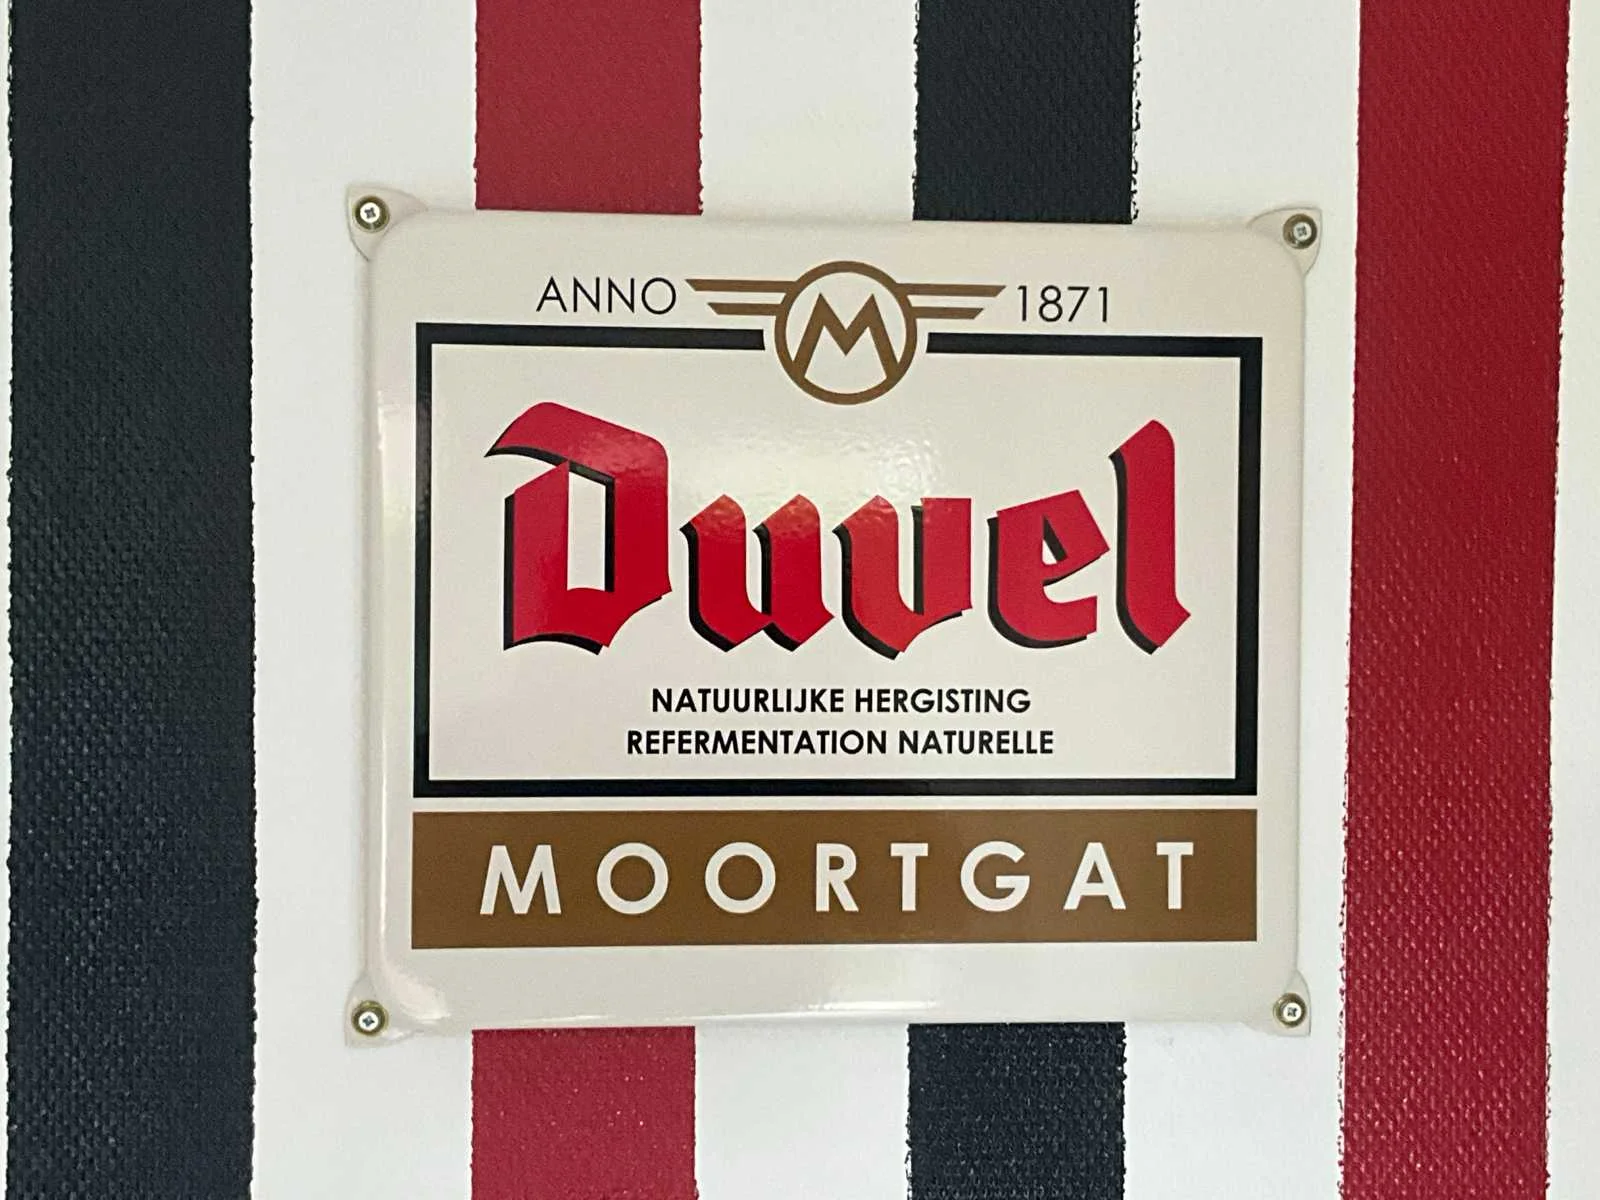 ANNO M 1871
Duvel
NATUURLIJKE HERGISTING
REFERMENTATION NATURELLE
MOORTGAT